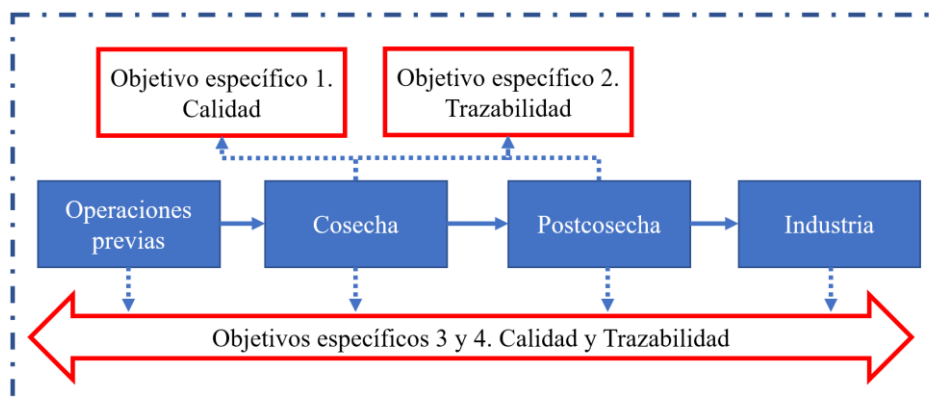 Objetivo específico 1.
Calidad
Objetivo específico 2.
Trazabilidad
Operaciones
previas
Cosecha
Postcosecha
Industria
Objetivos específicos 3 y 4. Calidad y Trazabilidad